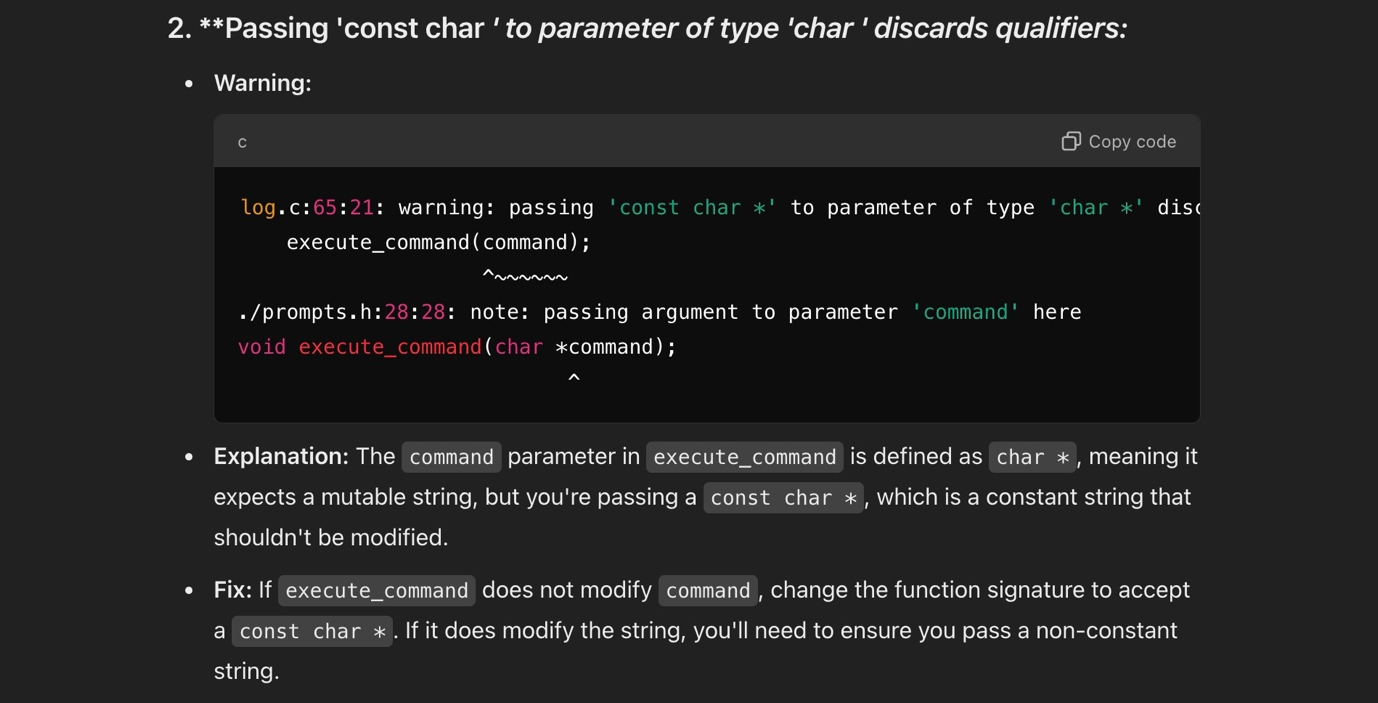 2. **Passing 'const char ' to parameter of type 'char ' discards qualifiers:
• Warning:
c
Copy code
log.c:65:21: warning: passing 'const char *' to parameter of type 'char *' disc
execute_command(command);
^~~~~~~
./prompts.h:28:28: note: passing argument to parameter 'command' here
void execute_command(char *command);
^
• Explanation: The command parameter in execute_command is defined as char *, meaning it
expects a mutable string, but you're passing a const char *, which is a constant string that
shouldn't be modified.
• Fix: If execute_command does not modify command, change the function signature to accept
a const char *. If it does modify the string, you'll need to ensure you pass a non-constant
string.